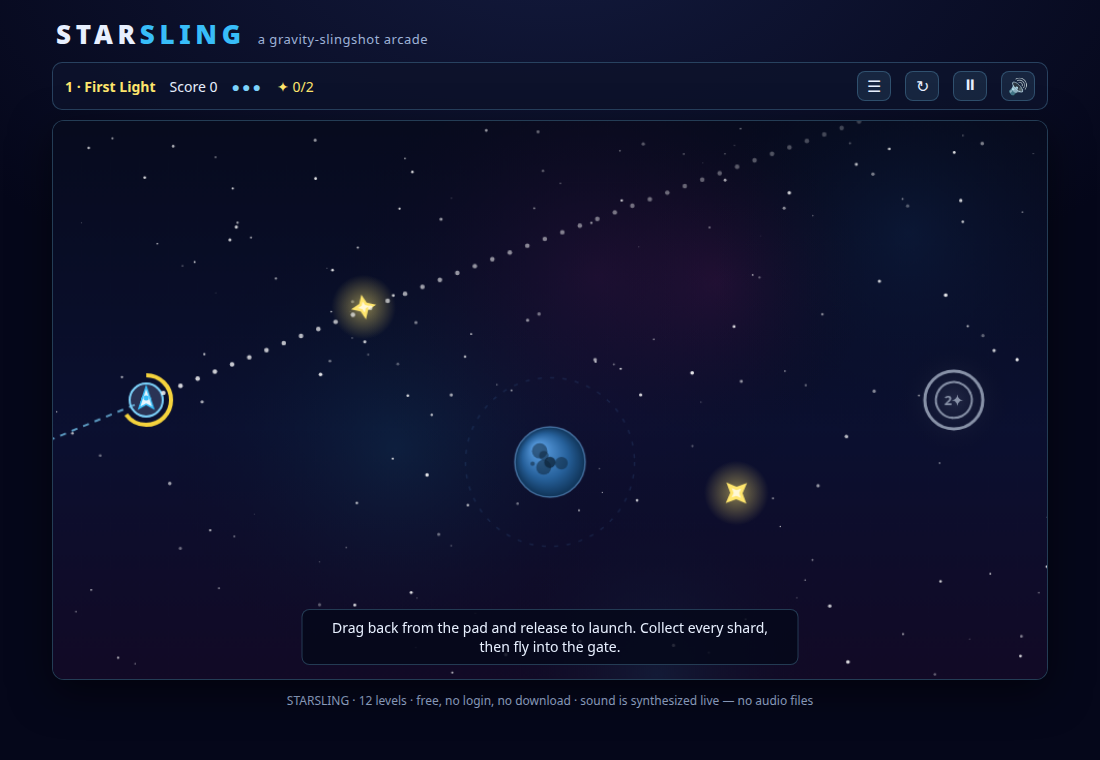 STARSLING a gravity-slingshot arcade
1 · First Light Score 0 ✦ 0/2
2✦
Drag back from the pad and release to launch. Collect every shard,
then fly into the gate.
STARSLING · 12 levels · free, no login, no download · sound is synthesized live — no audio files